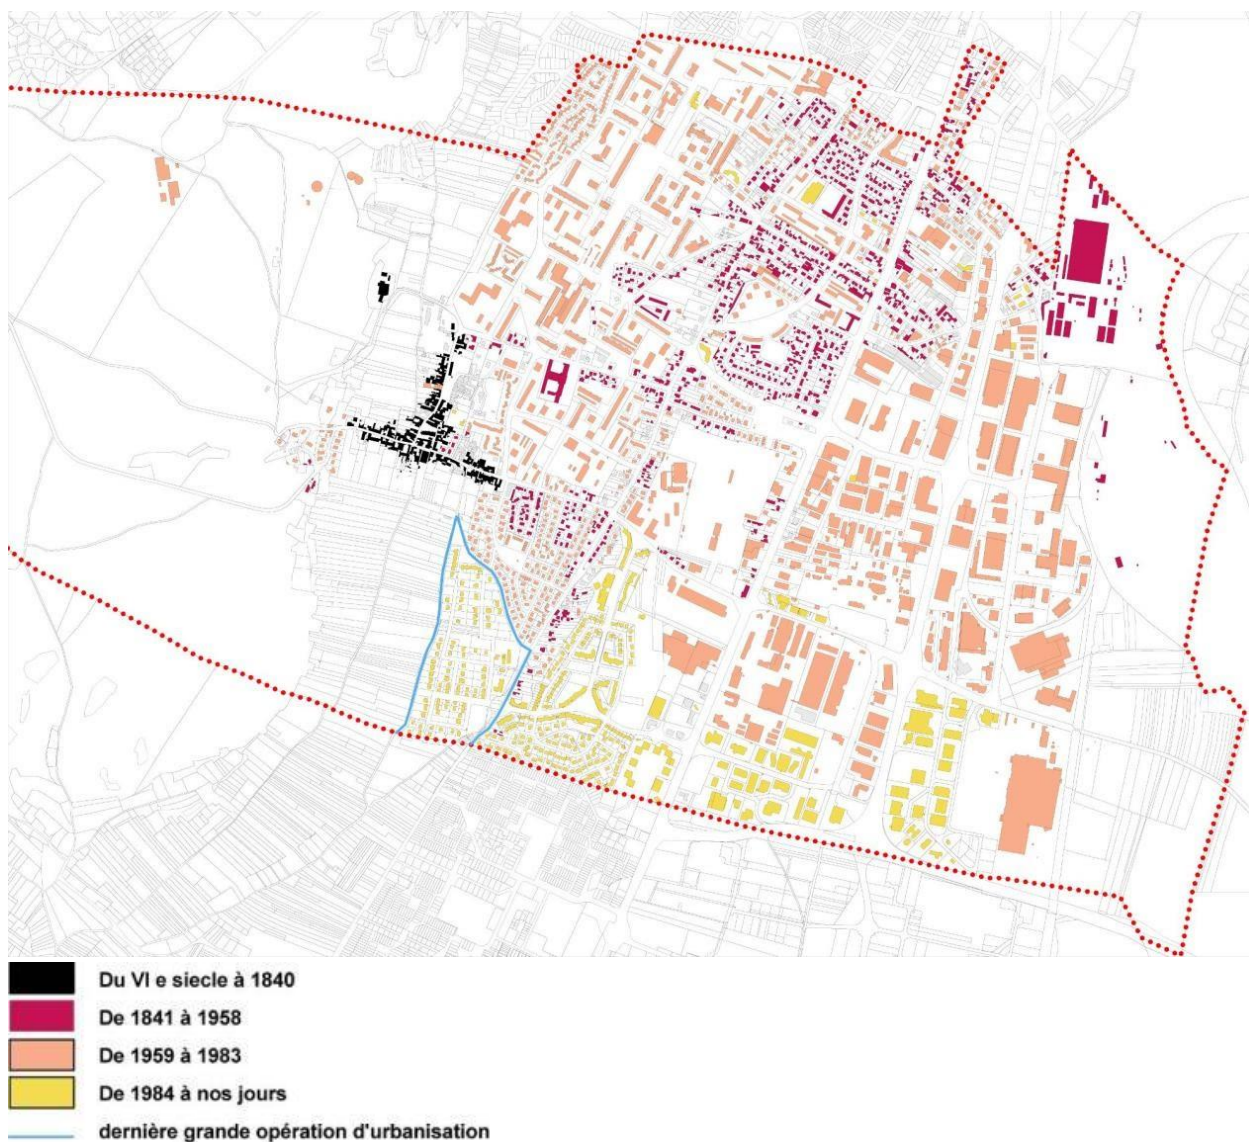 Du VI e siecle à 1840
De 1841 à 1958
De 1959 à 1983
De 1984 à nos jours
dernière grande opération d'urbanisation